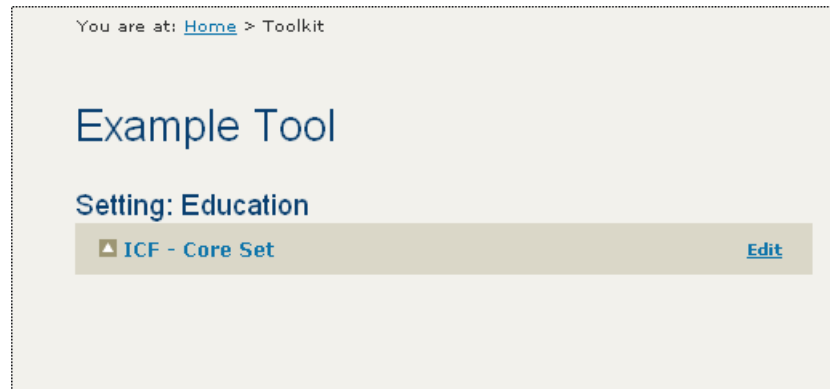 You are at: Home > Toolkit
Example Tool
Setting: Education
ICF - Core Set Edit